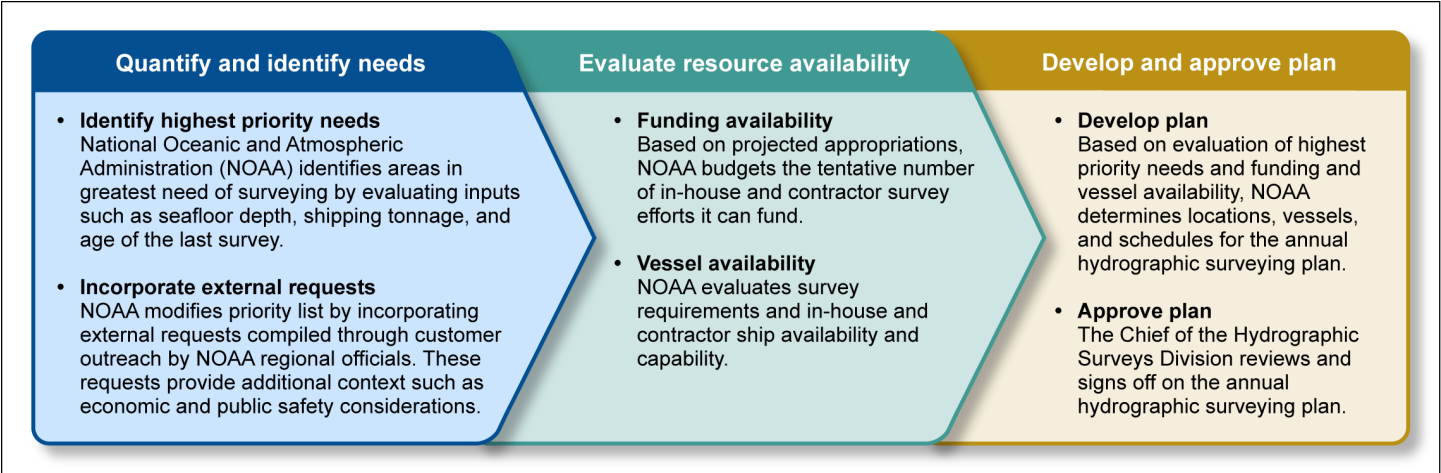 Quantify and identify needs
• Identify highest priority needs
National Oceanic and Atmospheric
Administration (NOAA) identifies areas in
greatest need of surveying by evaluating inputs
such as seafloor depth, shipping tonnage, and
age of the last survey.
• Incorporate external requests
NOAA modifies priority list by incorporating
external requests compiled through customer
outreach by NOAA regional officials. These
requests provide additional context such as
economic and public safety considerations.
Evaluate resource availability
• Funding availability
Based on projected appropriations,
NOAA budgets the tentative number
of in-house and contractor survey
efforts it can fund.
• Vessel availability
NOAA evaluates survey
requirements and in-house and
contractor ship availability and
capability.
Develop and approve plan
• Develop plan
Based on evaluation of highest
priority needs and funding and
vessel availability, NOAA
determines locations, vessels,
and schedules for the annual
hydrographic surveying plan.
• Approve plan
The Chief of the Hydrographic
Surveys Division reviews and
signs off on the annual
hydrographic surveying plan.